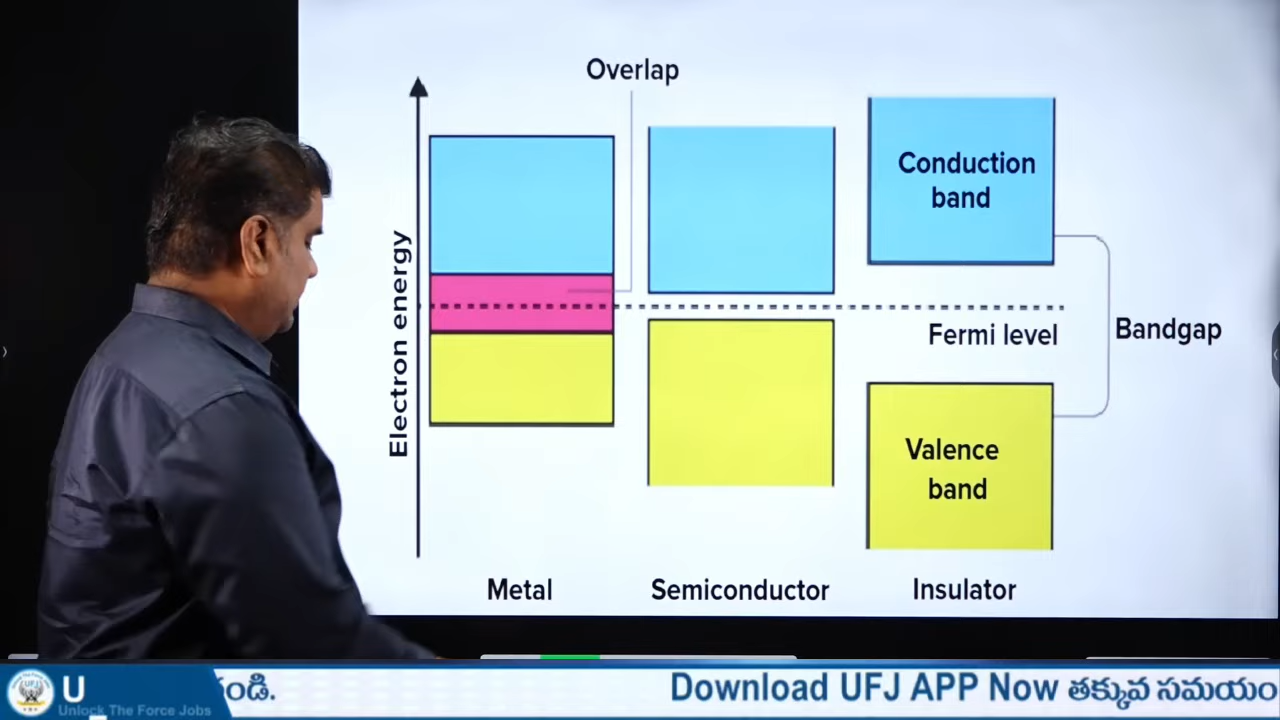 Overlap
Conduction
band
Electron energy
Fermi level
Bandgap
Valence
band
Metal
Semiconductor
Insulator
U
Unlock The Force Jobs
UFJ
ండి.
Download UFJ APP Now తక్కువ సమయం